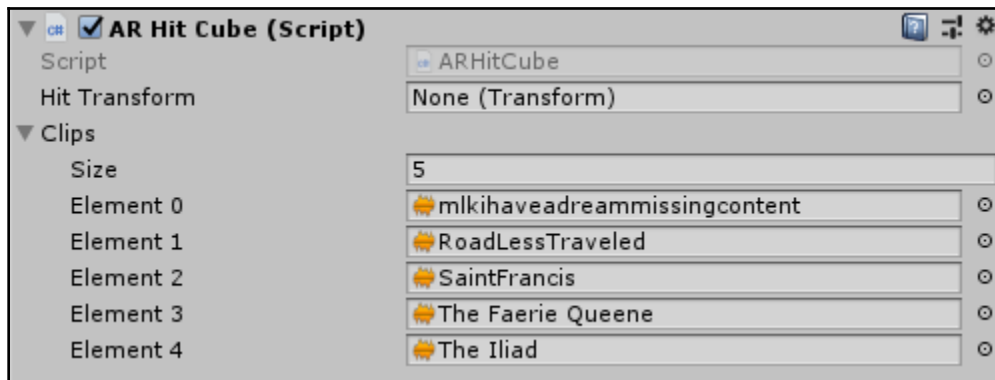 AR Hit Cube (Script)
Script ARHitCube
Hit Transform None (Transform)
Clips
Size 5
Element 0 mlkihaveadreammissingcontent
Element 1 RoadLessTraveled
Element 2 SaintFrancis
Element 3 The Faerie Queene
Element 4 The Iliad